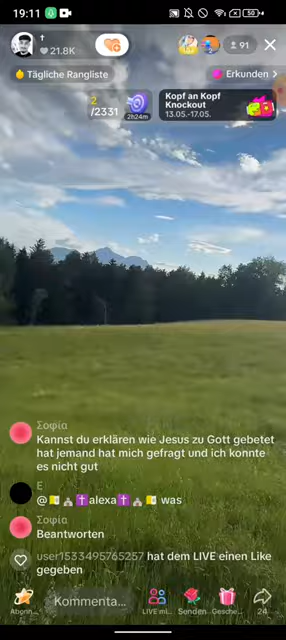 19:11
50
†
21.8K
91
Tägliche Rangliste
Erkunden >
2
/2331
2h24m
Kopf an Kopf
Knockout
13.05.-17.05.
Σοφία
Kannst du erklären wie Jesus zu Gott gebetet
hat jemand hat mich gefragt und ich konnte
es nicht gut
E
@🇻🇦⛪✝️alexa✝️⛪🇻🇦 was
Σοφία
Beantworten
user1533495765257 hat dem LIVE einen Like
gegeben
Abonn...
Kommenta...
LIVE mi...
Senden
Gesche...
24